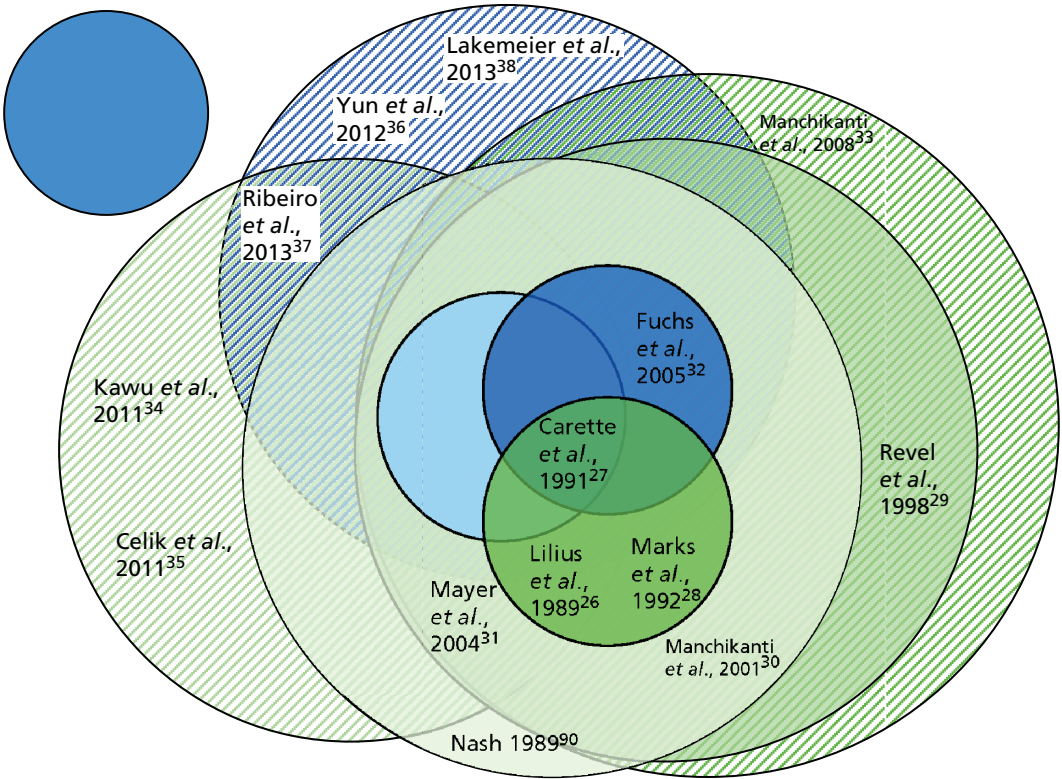 Lakemeier et al.,
2013³⁸
Yun et al.,
2012³⁶
Manchikanti
et al., 2008³³
Ribeiro
et al.,
2013³⁷
Fuchs
et al.,
2005³²
Kawu et al.,
2011³⁴
Carette
et al.,
1991²⁷
Revel
et al.,
1998²⁹
Celik et al.,
2011³⁵
Lilius
et al.,
1989²⁶
Marks
et al.,
1992²⁸
Mayer
et al.,
2004³¹
Manchikanti
et al., 2001³⁰
Nash 1989⁹⁰